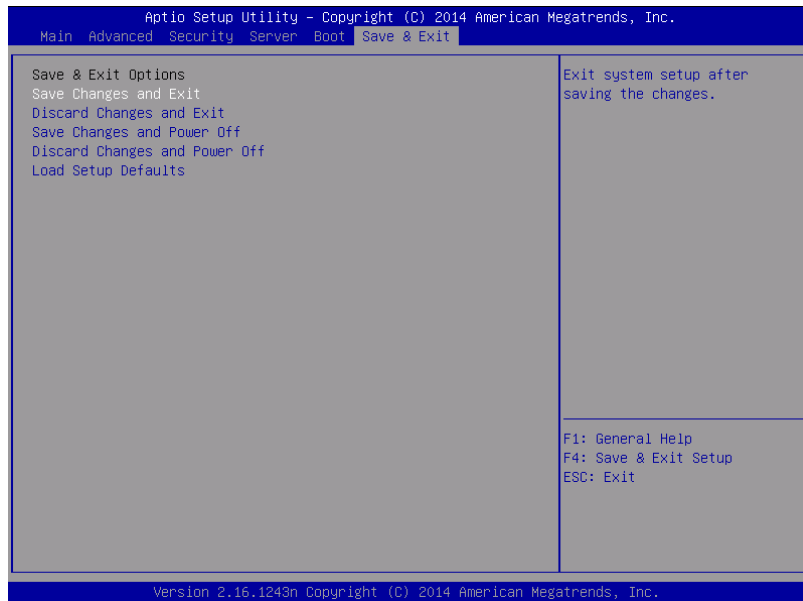 Aptio Setup Utility – Copyright (C) 2014 American Megatrends, Inc.
Main Advanced Security Server Boot Save & Exit
Save & Exit Options
Save Changes and Exit
Discard Changes and Exit
Save Changes and Power Off
Discard Changes and Power Off
Load Setup Defaults
Exit system setup after
saving the changes.
F1: General Help
F4: Save & Exit Setup
ESC: Exit
Version 2.16.1243n Copyright (C) 2014 American Megatrends, Inc.